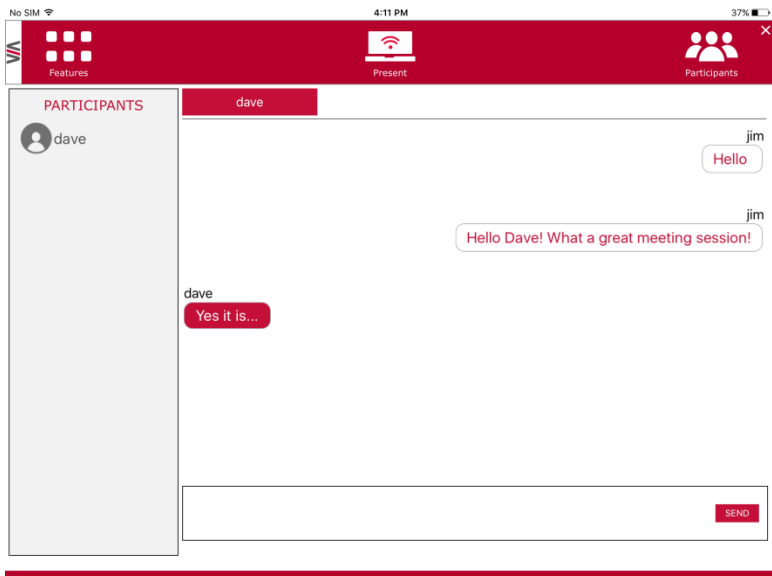 No SIM 4:11 PM 37%
Features Present Participants
PARTICIPANTS
dave
dave
jim
Hello
jim
Hello Dave! What a great meeting session!
dave
Yes it is...
SEND